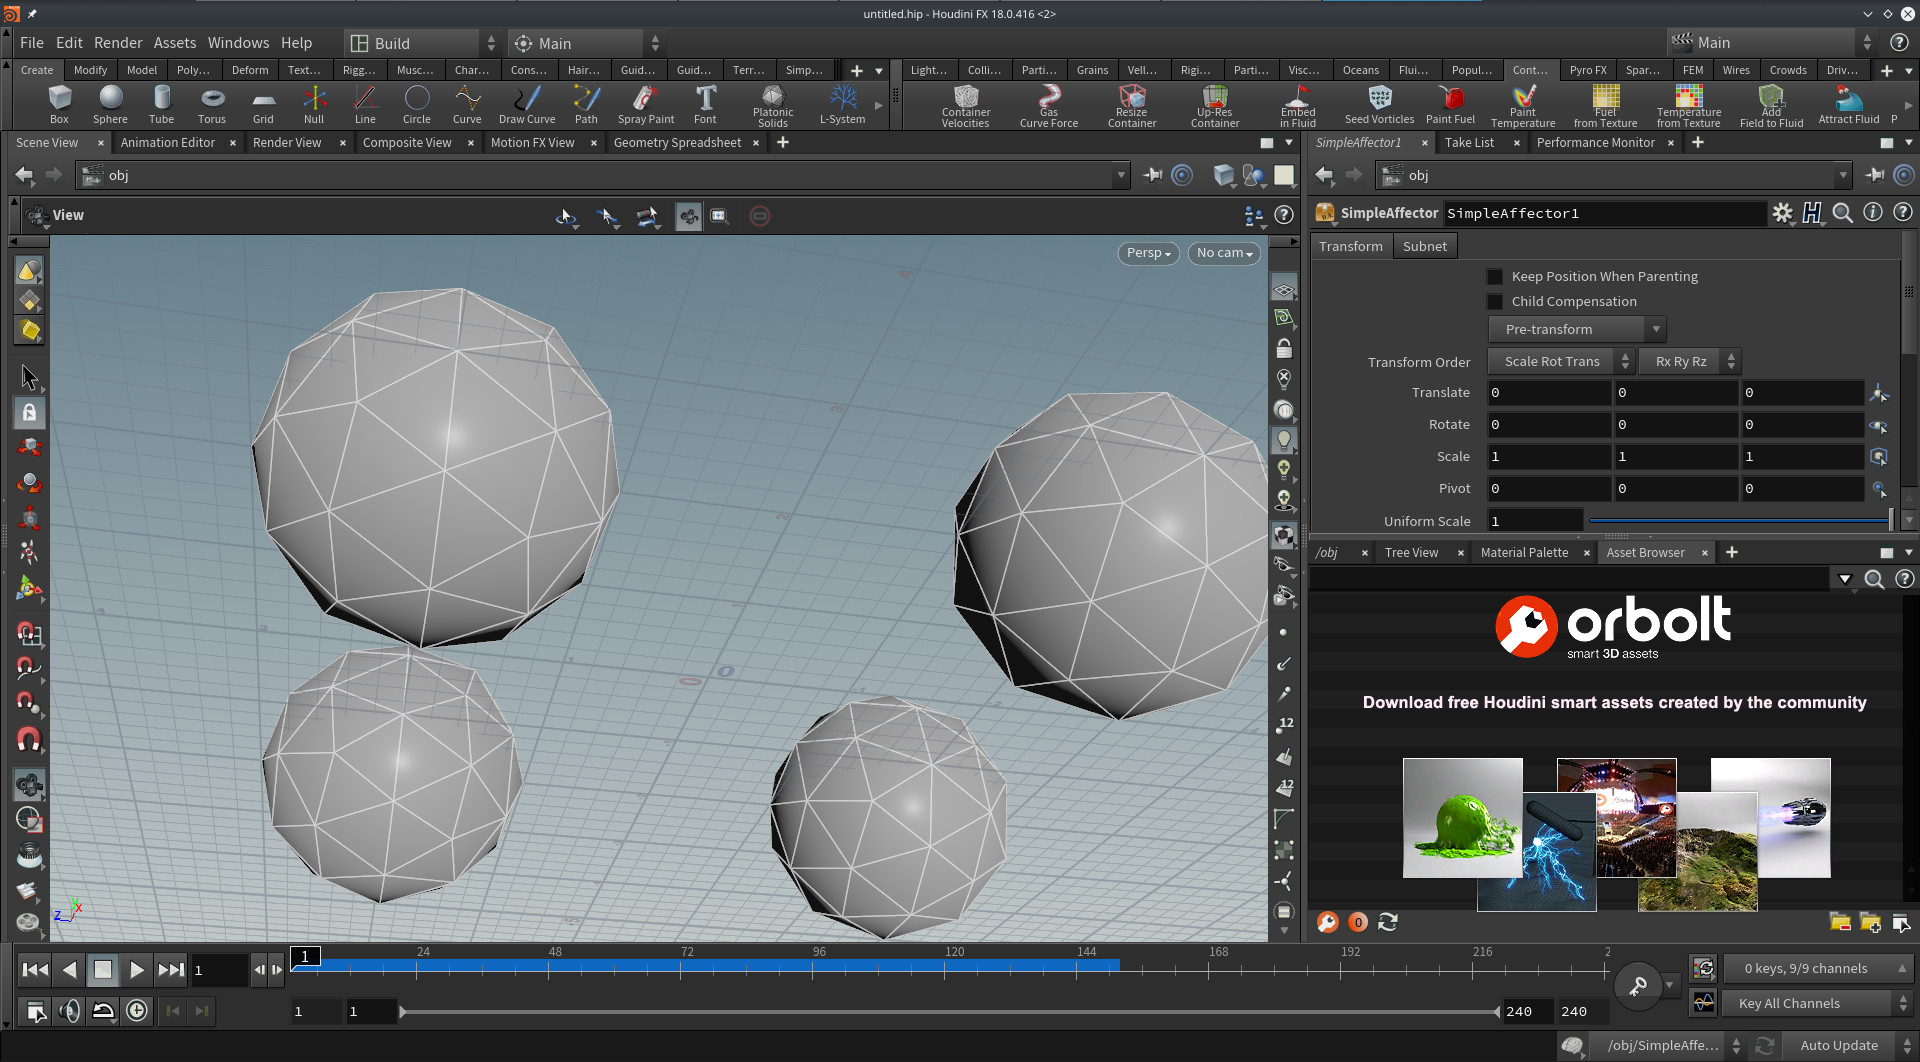 untitled.hip - Houdini FX 18.0.416 <2>
File Edit Render Assets Windows Help Build Main Main
Create Modify Model Poly... Deform Text... Rigg... Musc... Char... Cons... Hair... Guid... Guid... Terr... Simp... Light... Colli... Parti... Grains Vell... Rigi... Parti... Visc... Oceans Flui... Popul... Cont... Pyro FX Spar... FEM Wires Crowds Driv...
Box Sphere Tube Torus Grid Null Line Circle Curve Draw Curve Path Spray Paint Font Platonic Solids L-System Container Velocities Gas Curve Force Resize Container Up-Res Container Embed in Fluid Seed Vorticles Paint Fuel Paint Temperature Fuel from Texture Temperature from Texture Add Field to Fluid Attract Fluid P
Scene View Animation Editor Render View Composite View Motion FX View Geometry Spreadsheet SimpleAffector1 Take List Performance Monitor
obj obj
View
SimpleAffector SimpleAffector1
Persp No cam
Transform Subnet
Keep Position When Parenting
Child Compensation
Pre-transform
Transform Order Scale Rot Trans Rx Ry Rz
Translate 0 0 0
Rotate 0 0 0
Scale 1 1 1
Pivot 0 0 0
Uniform Scale 1
/obj Tree View Material Palette Asset Browser
orbolt
smart 3D assets
Download free Houdini smart assets created by the community
12
12
0
0
z y x
0
1 24 48 72 96 120 144 168 192 216 2
1
0 keys, 9/9 channels
1 1 240 240
Key All Channels
/obj/SimpleAffe... Auto Update